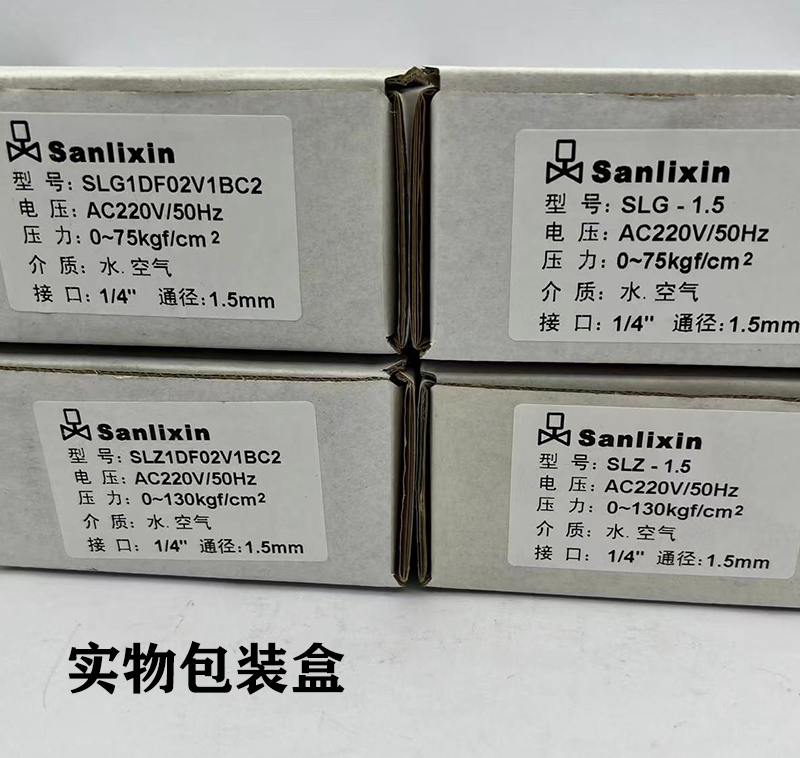 Sanlixin
型 号: SLG1DF02V1BC2
电 压: AC220V/50Hz
压 力: 0~75kgf/cm²
介 质: 水.空气
接 口: 1/4" 通径:1.5mm
Sanlixin
型 号: SLG - 1.5
电 压: AC220V/50Hz
压 力: 0~75kgf/cm²
介 质: 水.空气
接 口: 1/4" 通径:1.5mm
Sanlixin
型 号: SLZ1DF02V1BC2
电 压: AC220V/50Hz
压 力: 0~130kgf/cm²
介 质: 水.空气
接 口: 1/4" 通径:1.5mm
Sanlixin
型 号: SLZ - 1.5
电 压: AC220V/50Hz
压 力: 0~130kgf/cm²
介 质: 水.空气
接 口: 1/4" 通径:1.5mm
实物包装盒